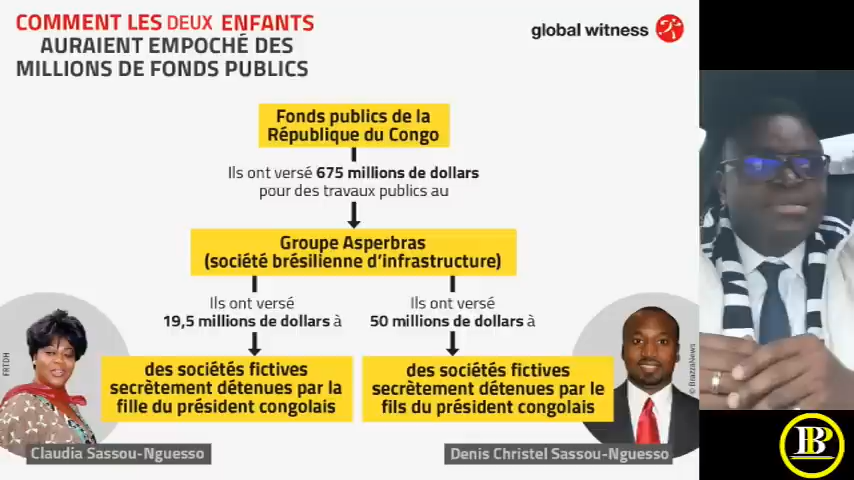 COMMENT LES DEUX ENFANTS
AURAIENT EMPOCHÉ DES
MILLIONS DE FONDS PUBLICS
global witness
Fonds publics de la
République du Congo
Ils ont versé 675 millions de dollars
pour des travaux publics au
Groupe Asperbras
(société brésilienne d'infrastructure)
Ils ont versé
19,5 millions de dollars à
Ils ont versé
50 millions de dollars à
des sociétés fictives
secrètement détenues par la
fille du président congolais
des sociétés fictives
secrètement détenues par le
fils du président congolais
FRTDH
© BrazzaNews
Claudia Sassou-Nguesso
Denis Christel Sassou-Nguesso
BP